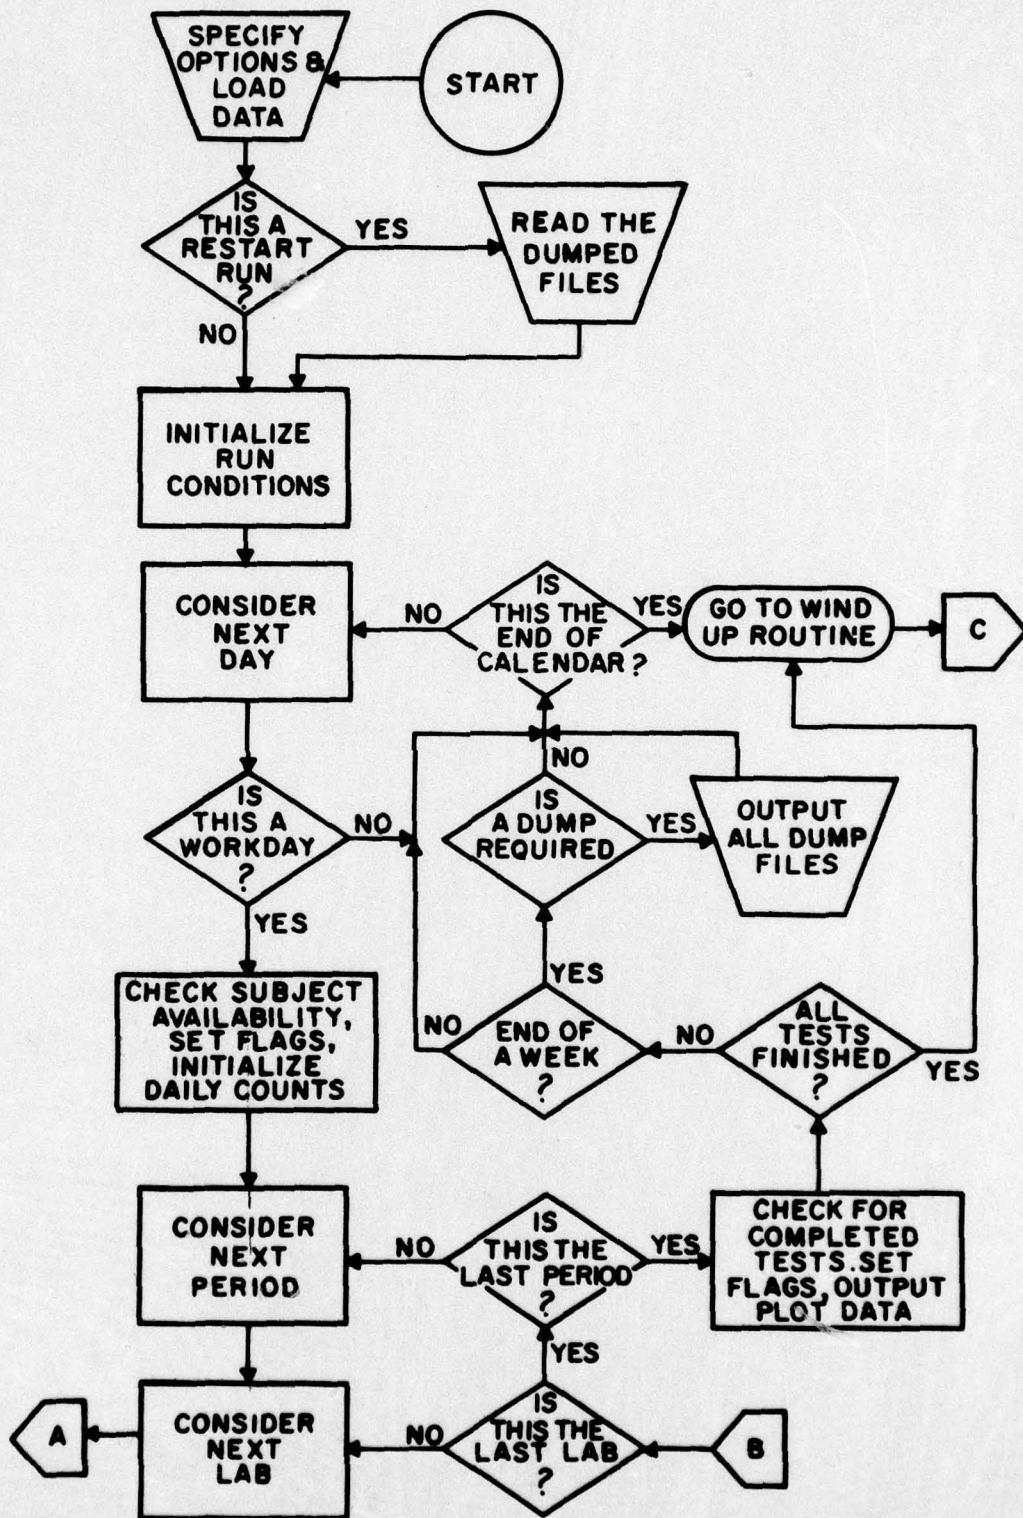 SPECIFY
OPTIONS &
LOAD
DATA
START
IS
THIS A
RESTART
RUN
?
YES
READ THE
DUMPED
FILES
NO
INITIALIZE
RUN
CONDITIONS
CONSIDER
NEXT
DAY
NO
IS
THIS THE
END OF
CALENDAR ?
YES
GO TO WIND
UP ROUTINE
C
IS
THIS A
WORKDAY
?
NO
YES
NO
IS
A DUMP
REQUIRED
YES
OUTPUT
ALL DUMP
FILES
CHECK SUBJECT
AVAILABILITY,
SET FLAGS,
INITIALIZE
DAILY COUNTS
YES
NO
END OF
A WEEK
?
NO
ALL
TESTS
FINISHED
?
YES
CONSIDER
NEXT
PERIOD
NO
IS
THIS THE
LAST PERIOD
?
YES
CHECK FOR
COMPLETED
TESTS. SET
FLAGS, OUTPUT
PLOT DATA
YES
A
CONSIDER
NEXT
LAB
NO
IS
THIS THE
LAST LAB
?
B